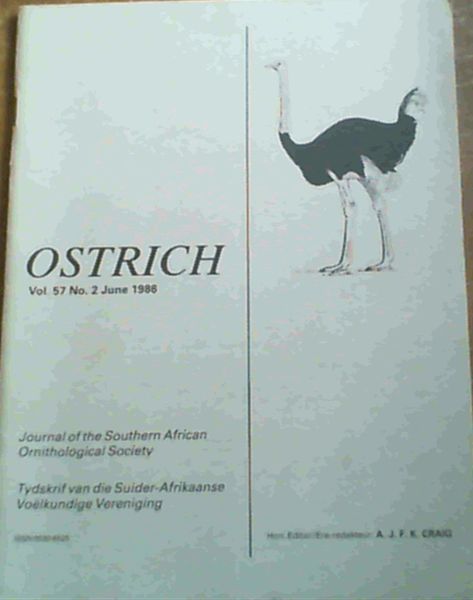 OSTRICH
Vol. 57 No. 2 June 1986
Journal of the Southern African
Ornithological Society
Tydskrif van die Suider-Afrikaanse
Voëlkundige Vereniging
Hon. Editor/Ere-redakteur: A. J. F. K. CRAIG